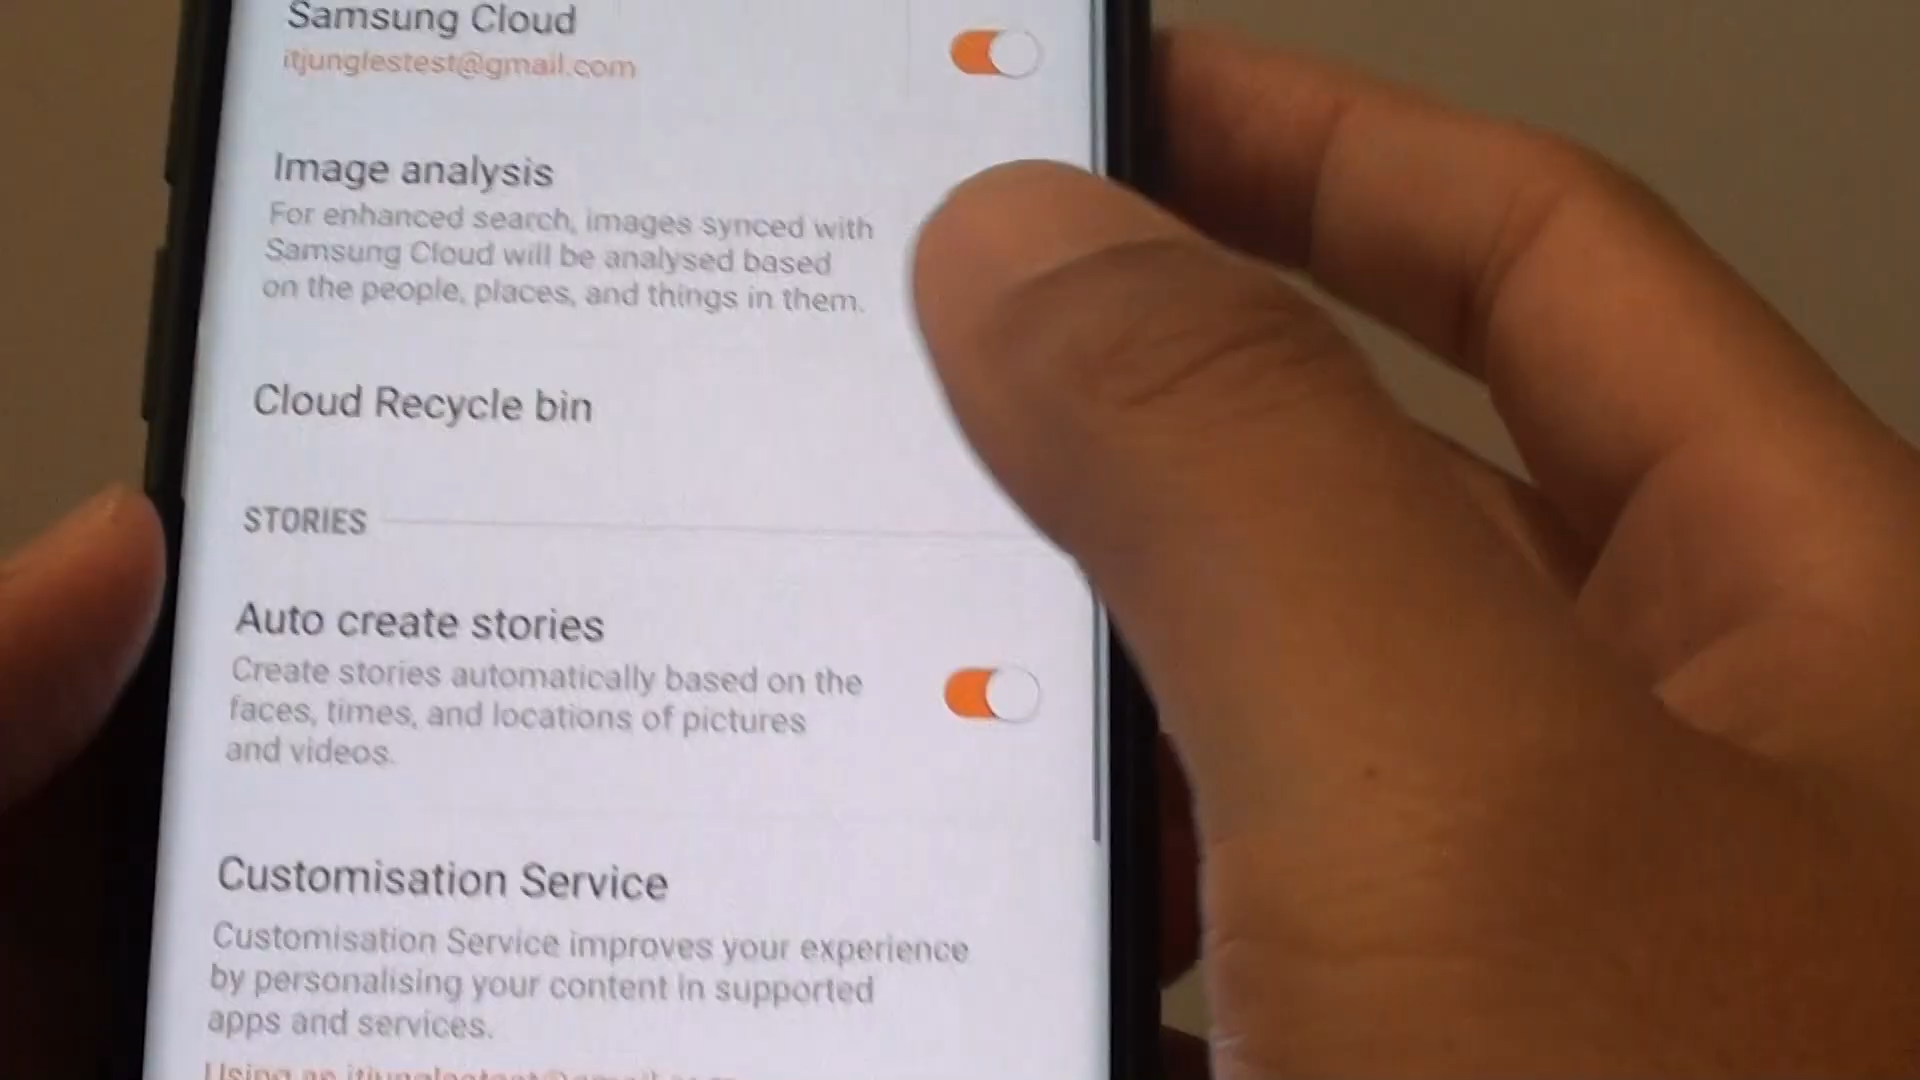 Samsung Cloud
itjunglestest@gmail.com
Image analysis
For enhanced search, images synced with
Samsung Cloud will be analysed based
on the people, places, and things in them.
Cloud Recycle bin
STORIES
Auto create stories
Create stories automatically based on the
faces, times, and locations of pictures
and videos.
Customisation Service
Customisation Service improves your experience
by personalising your content in supported
apps and services.
Using an